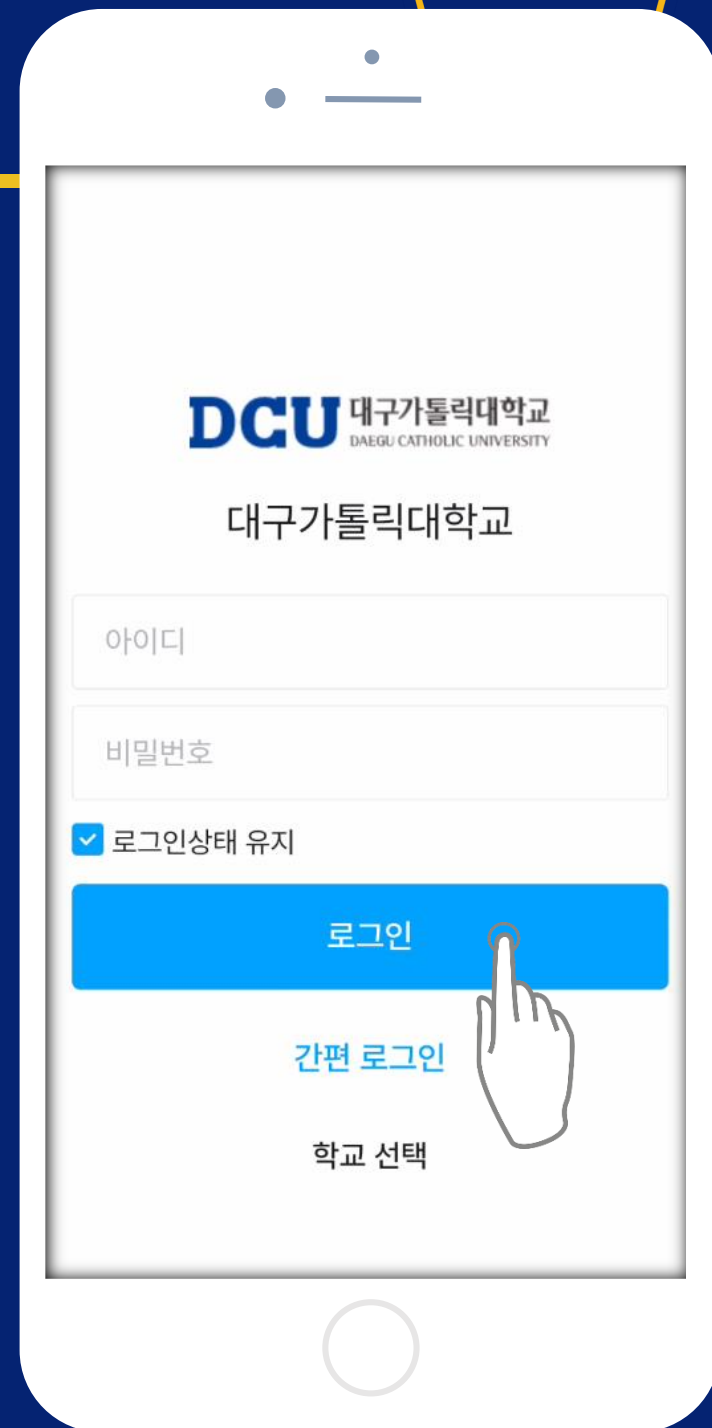 DCU 대구가톨릭대학교
DAEGU CATHOLIC UNIVERSITY
대구가톨릭대학교
아이디
비밀번호
로그인상태 유지
로그인
간편 로그인
학교 선택